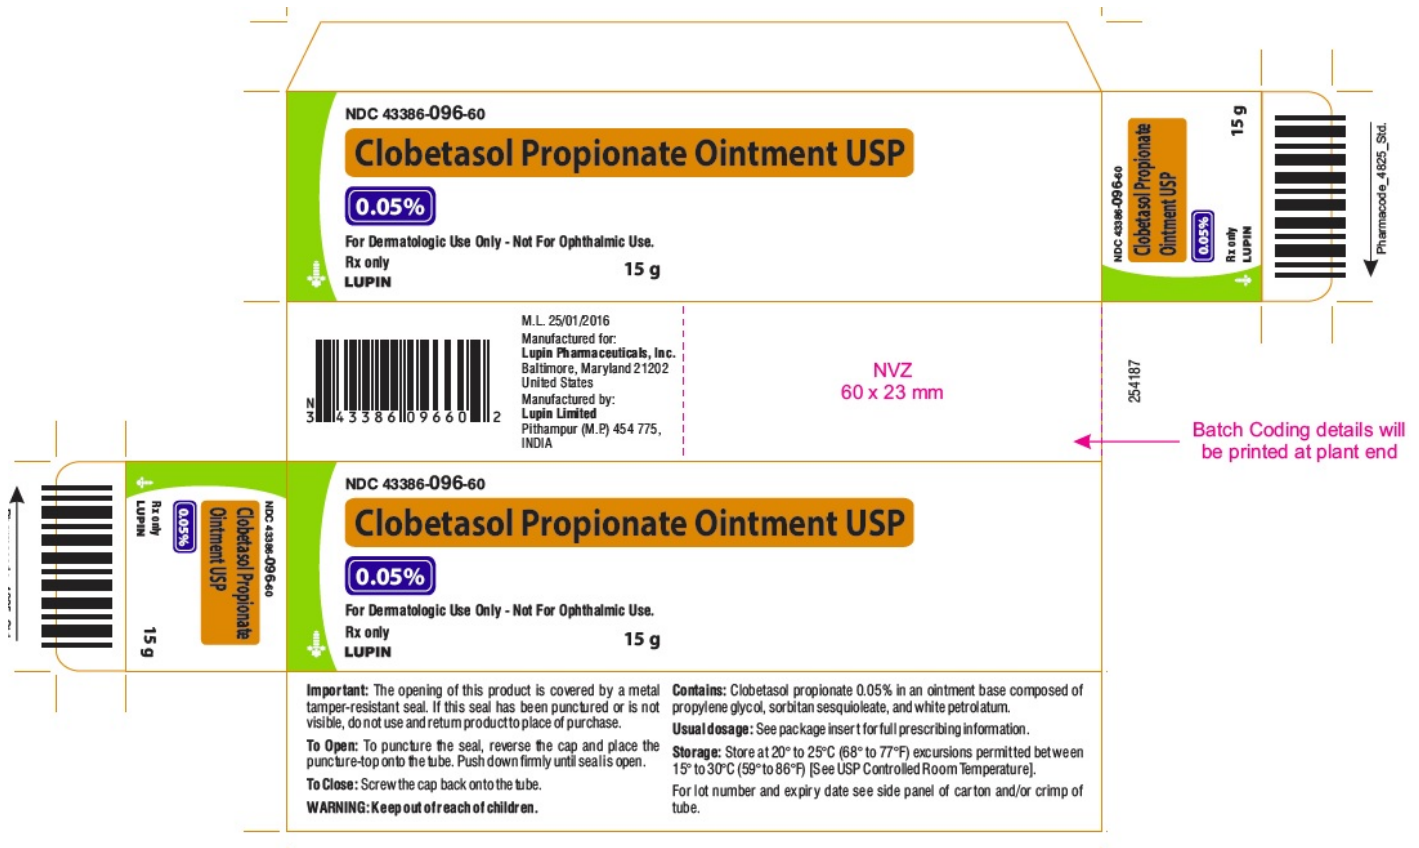 NDC 43386-096-60
Clobetasol Propionate Ointment USP
0.05%
For Dermatologic Use Only - Not For Ophthalmic Use.
Rx only
15 g
LUPIN
NDC 43386-096-60
Clobetasol Propionate
Ointment USP
0.05%
Rx only
LUPIN
15 g
Pharmacode_4825_Std.
N
3 43386 09660 2
M.L. 25/01/2016
Manufactured for:
Lupin Pharmaceuticals, Inc.
Baltimore, Maryland 21202
United States
Manufactured by:
Lupin Limited
Pithampur (M.P.) 454 775,
INDIA
NVZ
60 x 23 mm
254187
Batch Coding details will
be printed at plant end
NDC 43386-096-60
Clobetasol Propionate
Ointment USP
0.05%
Rx only
LUPIN
15 g
NDC 43386-096-60
Clobetasol Propionate Ointment USP
0.05%
For Dermatologic Use Only - Not For Ophthalmic Use.
Rx only
15 g
LUPIN
Important: The opening of this product is covered by a metal
tamper-resistant seal. If this seal has been punctured or is not
visible, do not use and return product to place of purchase.
To Open: To puncture the seal, reverse the cap and place the
puncture-top onto the tube. Push down firmly until seal is open.
To Close: Screw the cap back onto the tube.
WARNING: Keep out of reach of children.
Contains: Clobetasol propionate 0.05% in an ointment base composed of
propylene glycol, sorbitan sesquioleate, and white petrolatum.
Usual dosage: See package insert for full prescribing information.
Storage: Store at 20° to 25°C (68° to 77°F) excursions permitted between
15° to 30°C (59° to 86°F) [See USP Controlled Room Temperature].
For lot number and expiry date see side panel of carton and/or crimp of
tube.